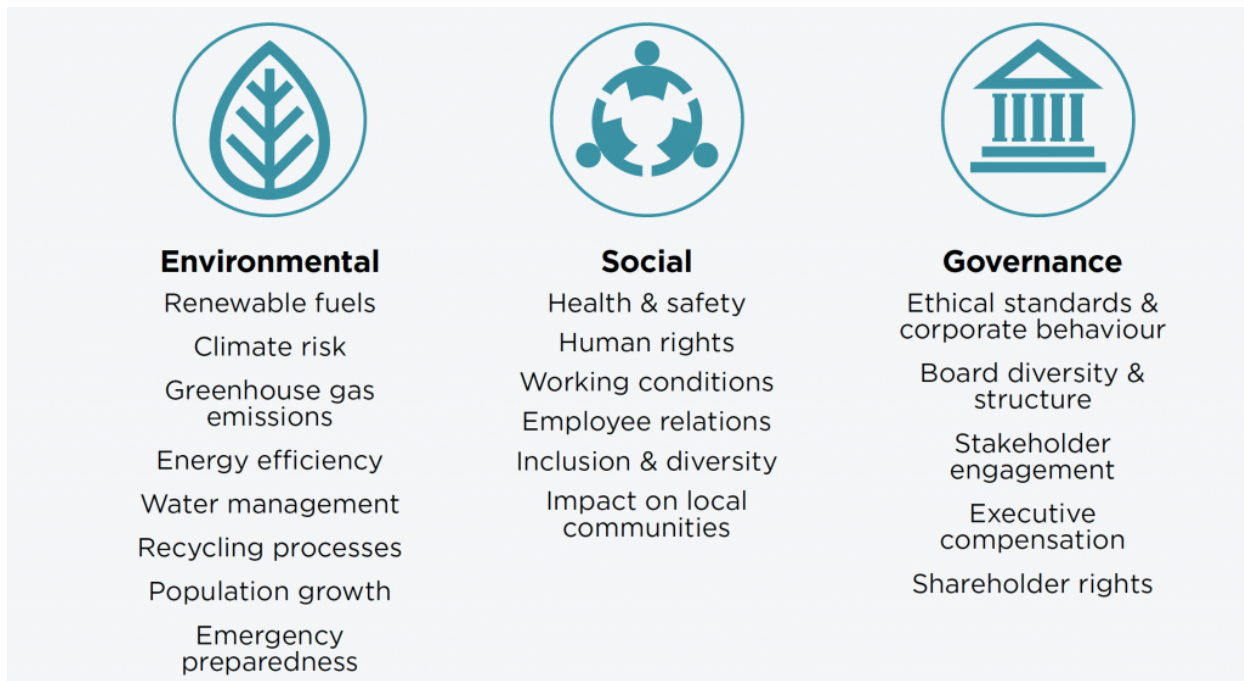 Environmental
Renewable fuels
Climate risk
Greenhouse gas
emissions
Energy efficiency
Water management
Recycling processes
Population growth
Emergency
preparedness
Social
Health & safety
Human rights
Working conditions
Employee relations
Inclusion & diversity
Impact on local
communities
Governance
Ethical standards &
corporate behaviour
Board diversity &
structure
Stakeholder
engagement
Executive
compensation
Shareholder rights